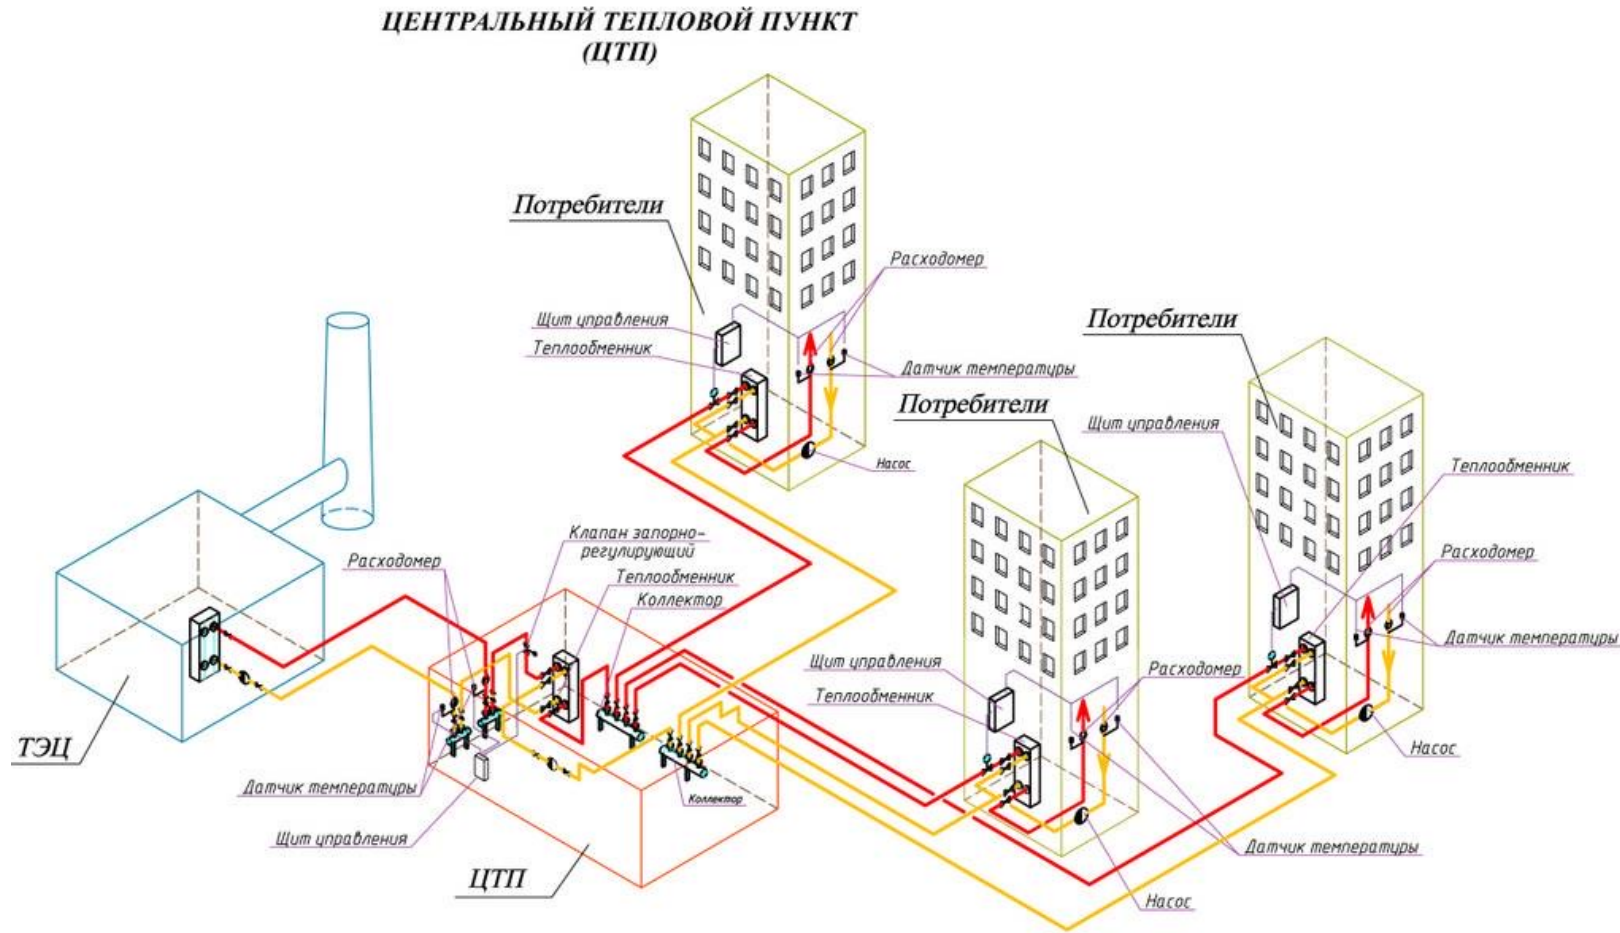 ЦЕНТРАЛЬНЫЙ ТЕПЛОВОЙ ПУНКТ
(ЦТП)
Потребители
Расходомер
Щит управления
Теплообменник
Датчик температуры
Насос
Потребители
Потребители
Щит управления
Теплообменник
Расходомер
Датчик температуры
Насос
Клапан запорно-
регулирующий
Расходомер
Теплообменник
Коллектор
Щит управления
Теплообменник
Расходомер
Датчик температуры
Насос
ТЭЦ
Датчик температуры
Коллектор
Щит управления
ЦТП